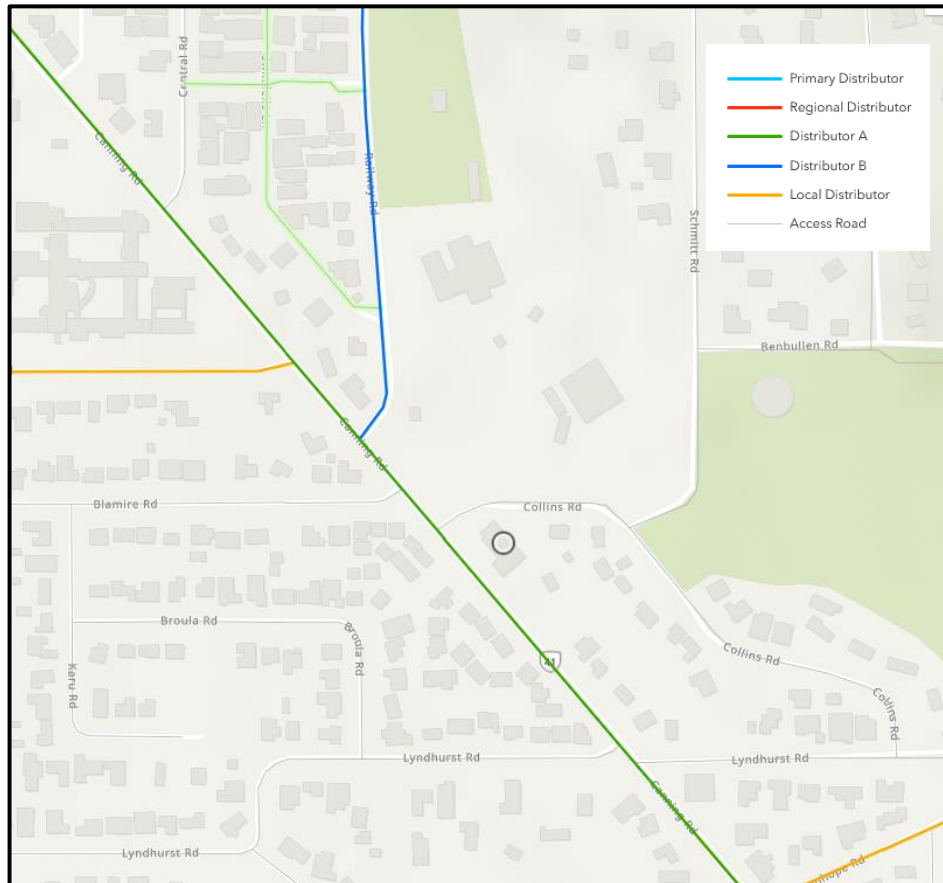 Primary Distributor
Regional Distributor
Distributor A
Distributor B
Local Distributor
Access Road
Central Rd
Canning Rd
Railway Rd
Schmitt Rd
Benbullen Rd
Canning Rd
Blamire Rd
Collins Rd
Broula Rd
Broula Rd
Karu Rd
41
Collins Rd
Collins Rd
Lyndhurst Rd
Lyndhurst Rd
Canning Rd
Lyndhurst Rd